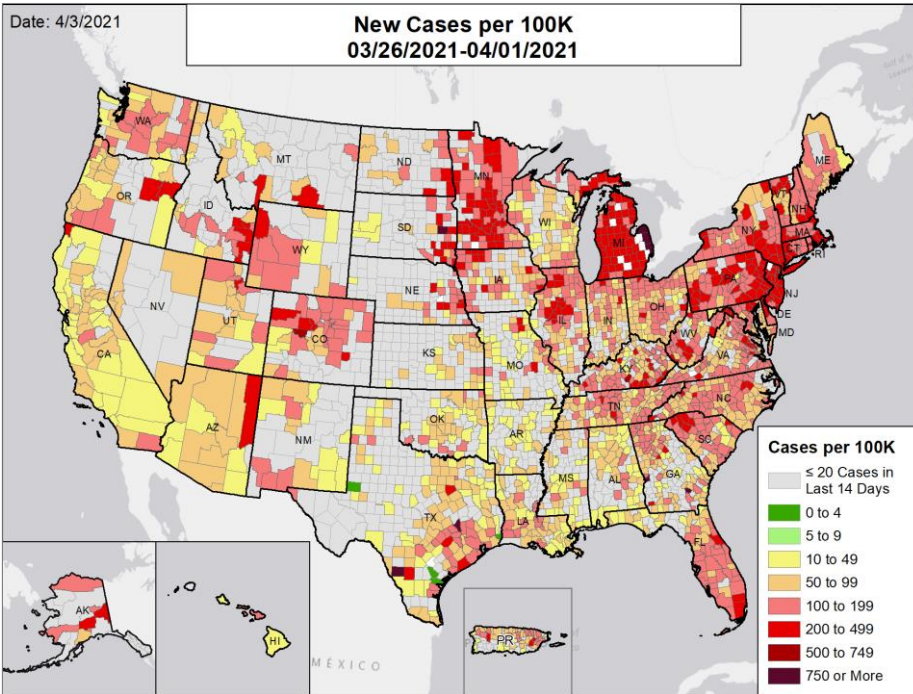 Date: 4/3/2021
New Cases per 100K
03/26/2021-04/01/2021
WA
MT
ND
MN
ME
OR
ID
SD
WI
VT
NH
WY
MI
NY
MA
CT
RI
NV
UT
NE
IA
PA
NJ
CO
IL
IN
OH
DE
MD
CA
KS
MO
WV
VA
KY
AZ
NM
OK
AR
TN
NC
SC
TX
LA
MS
AL
GA
FL
AK
HI
PR
MÉXICO
Cases per 100K
≤ 20 Cases in
Last 14 Days
0 to 4
5 to 9
10 to 49
50 to 99
100 to 199
200 to 499
500 to 749
750 or More